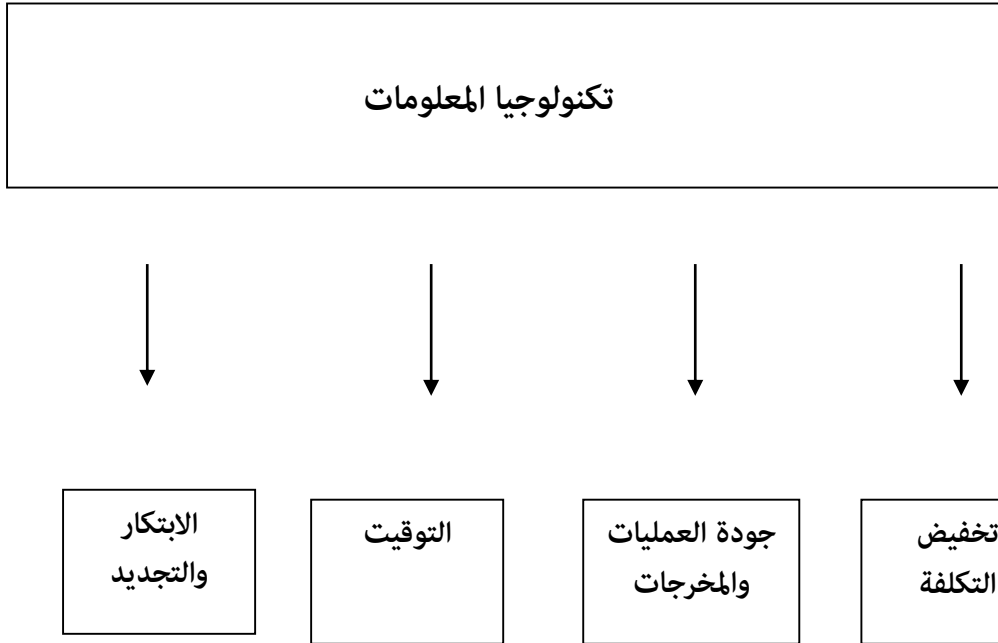 تكنولوجيا المعلومات
تخفيض
التكلفة
جودة العمليات
والمخرجات
التوقيت
الابتكار
والتجديد